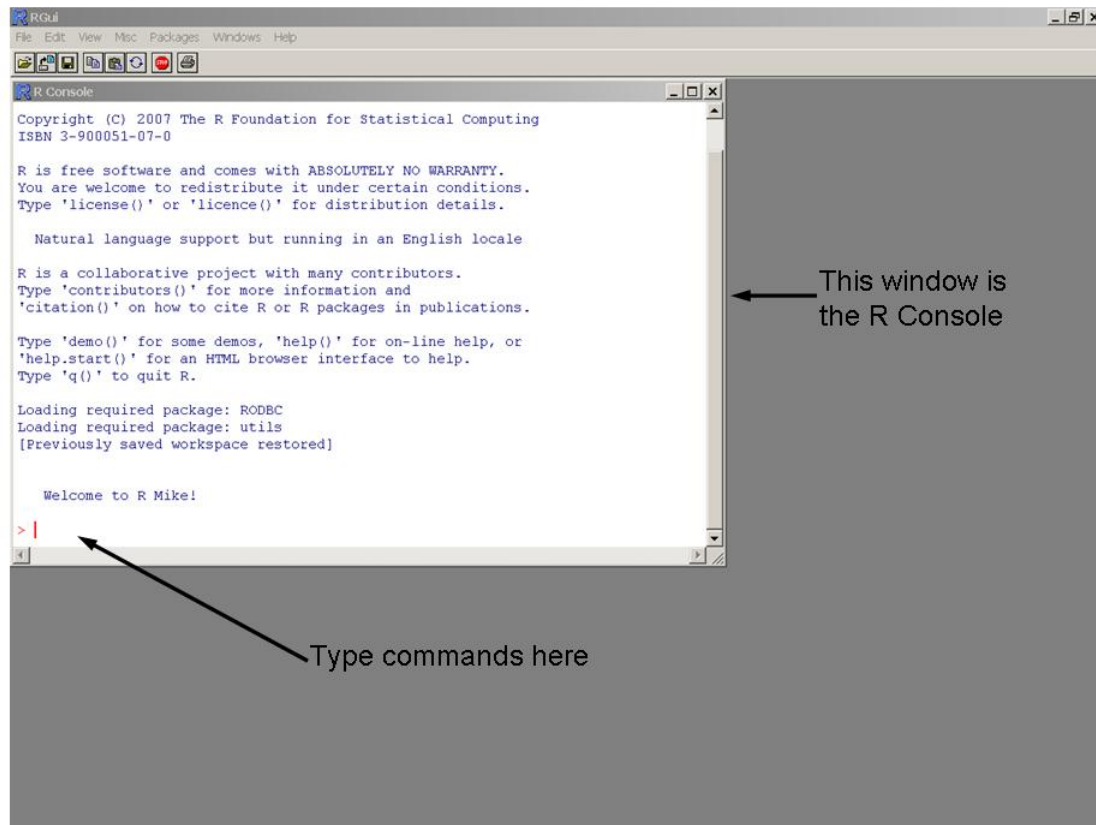 RGui
File Edit View Misc Packages Windows Help
STOP
R Console
Copyright (C) 2007 The R Foundation for Statistical Computing
ISBN 3-900051-07-0
R is free software and comes with ABSOLUTELY NO WARRANTY.
You are welcome to redistribute it under certain conditions.
Type 'license()' or 'licence()' for distribution details.
Natural language support but running in an English locale
R is a collaborative project with many contributors.
Type 'contributors()' for more information and
'citation()' on how to cite R or R packages in publications.
Type 'demo()' for some demos, 'help()' for on-line help, or
'help.start()' for an HTML browser interface to help.
Type 'q()' to quit R.
Loading required package: RODBC
Loading required package: utils
[Previously saved workspace restored]
Welcome to R Mike!
>
This window is
the R Console
Type commands here